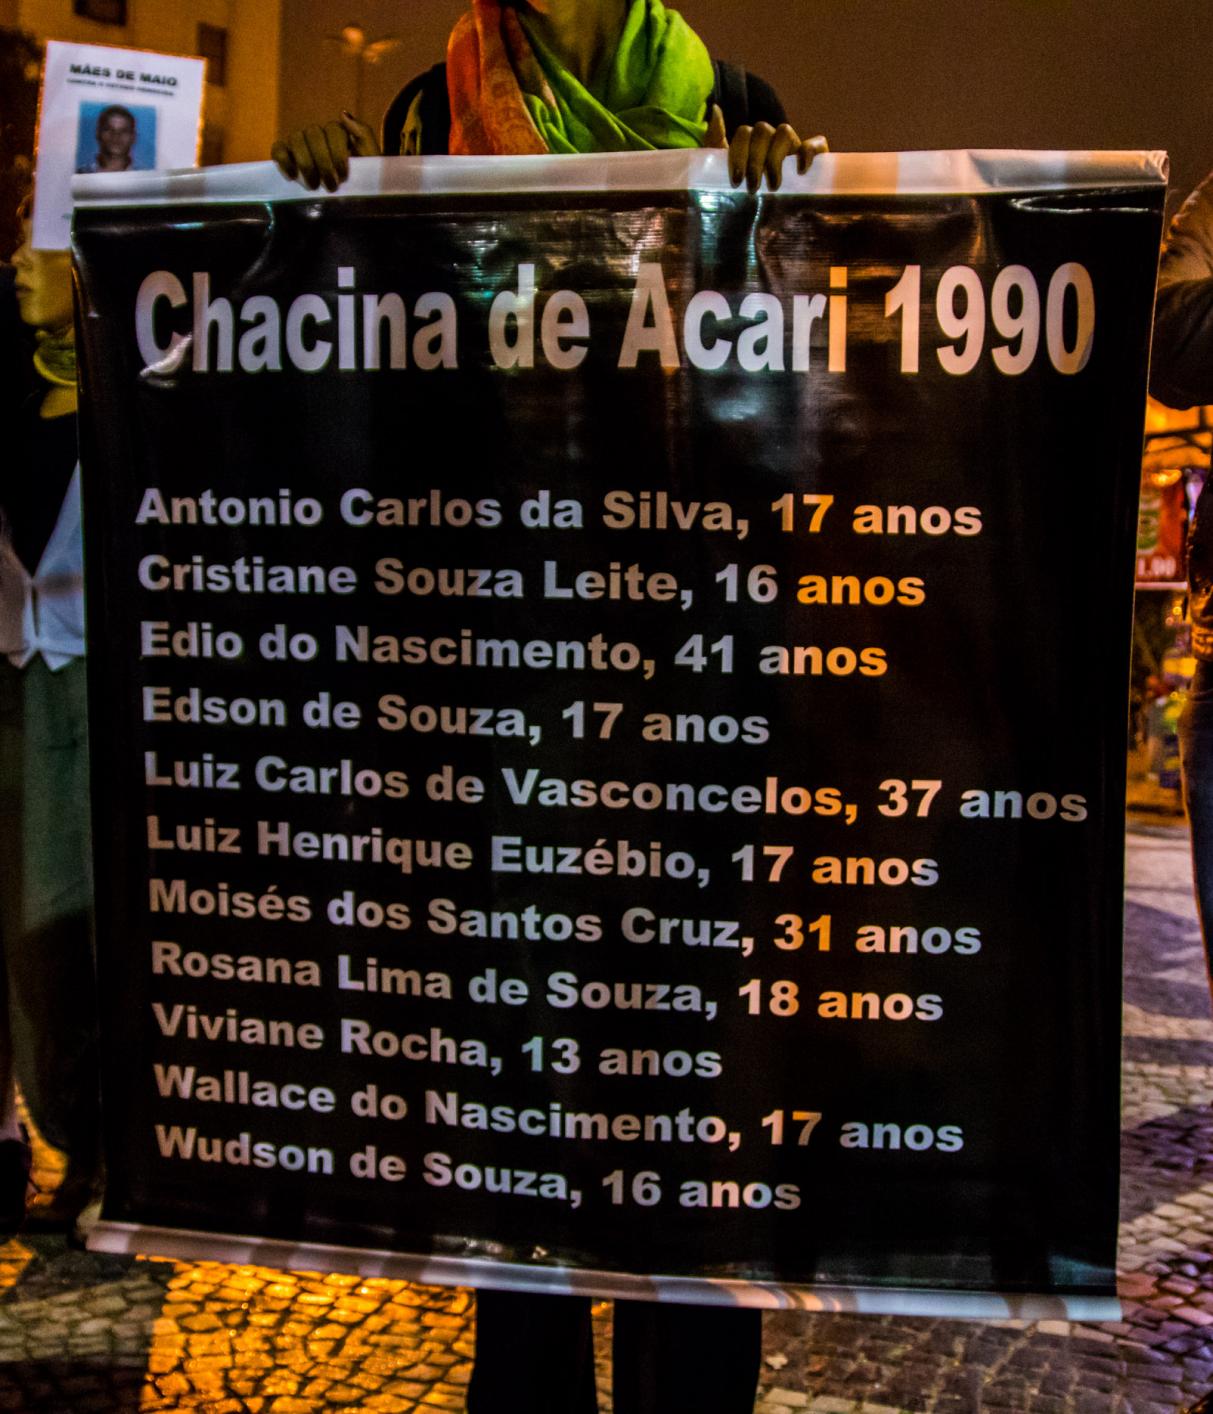 MÃES DE MAIO
Chacina de Acari 1990
Antonio Carlos da Silva, 17 anos
Cristiane Souza Leite, 16 anos
Edio do Nascimento, 41 anos
Edson de Souza, 17 anos
Luiz Carlos de Vasconcelos, 37 anos
Luiz Henrique Euzébio, 17 anos
Moisés dos Santos Cruz, 31 anos
Rosana Lima de Souza, 18 anos
Viviane Rocha, 13 anos
Wallace do Nascimento, 17 anos
Wudson de Souza, 16 anos